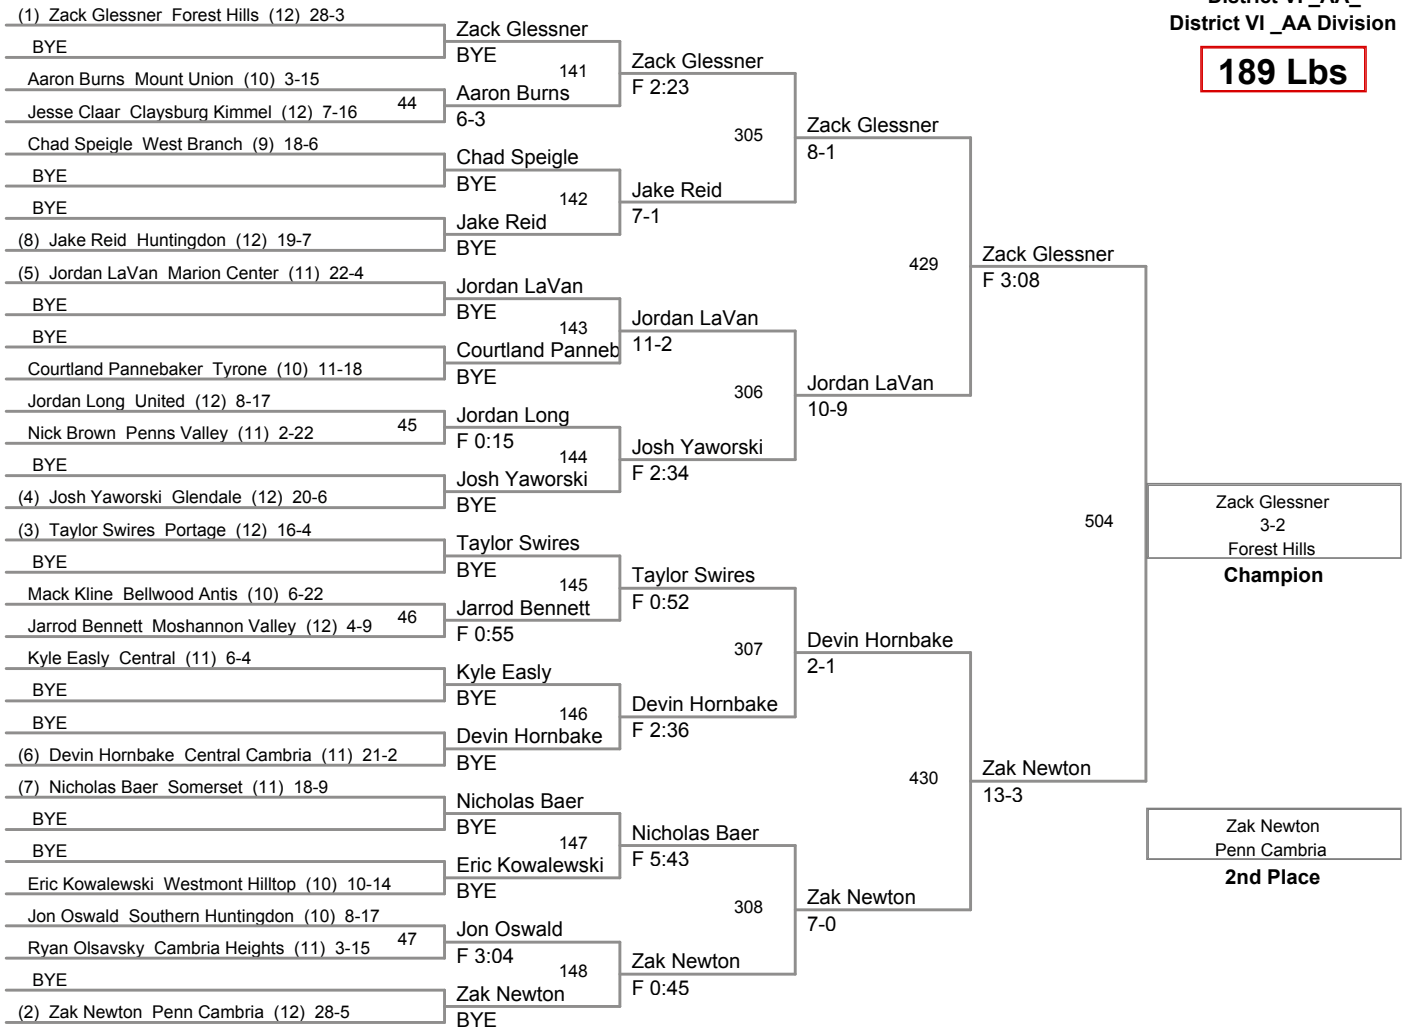 District VI _AA_
District VI _AA Division
189 Lbs
(1) Zack Glessner Forest Hills (12) 28-3
BYE
Aaron Burns Mount Union (10) 3-15
Jesse Claar Claysburg Kimmel (12) 7-16
44
Chad Speigle West Branch (9) 18-6
BYE
BYE
(8) Jake Reid Huntingdon (12) 19-7
(5) Jordan LaVan Marion Center (11) 22-4
BYE
BYE
Courtland Pannebaker Tyrone (10) 11-18
Jordan Long United (12) 8-17
Nick Brown Penns Valley (11) 2-22
45
BYE
(4) Josh Yaworski Glendale (12) 20-6
(3) Taylor Swires Portage (12) 16-4
BYE
Mack Kline Bellwood Antis (10) 6-22
Jarrod Bennett Moshannon Valley (12) 4-9
46
Kyle Easly Central (11) 6-4
BYE
BYE
(6) Devin Hornbake Central Cambria (11) 21-2
(7) Nicholas Baer Somerset (11) 18-9
BYE
BYE
Eric Kowalewski Westmont Hilltop (10) 10-14
Jon Oswald Southern Huntingdon (10) 8-17
Ryan Olsavsky Cambria Heights (11) 3-15
47
BYE
(2) Zak Newton Penn Cambria (12) 28-5
Zack Glessner
BYE
141
Aaron Burns
6-3
Chad Speigle
BYE
142
Jake Reid
BYE
Jordan LaVan
BYE
143
Courtland Panneb
BYE
Jordan Long
F 0:15
144
Josh Yaworski
BYE
Taylor Swires
BYE
145
Jarrod Bennett
F 0:55
Kyle Easly
BYE
146
Devin Hornbake
BYE
Nicholas Baer
BYE
147
Eric Kowalewski
BYE
Jon Oswald
F 3:04
148
Zak Newton
BYE
Zack Glessner
F 2:23
305
Jake Reid
7-1
Jordan LaVan
11-2
306
Josh Yaworski
F 2:34
Taylor Swires
F 0:52
307
Devin Hornbake
F 2:36
Nicholas Baer
F 5:43
308
Zak Newton
F 0:45
Zack Glessner
8-1
429
Jordan LaVan
10-9
Devin Hornbake
2-1
430
Zak Newton
7-0
Zack Glessner
F 3:08
504
Zak Newton
13-3
Zack Glessner
3-2
Forest Hills
Champion
Zak Newton
Penn Cambria
2nd Place